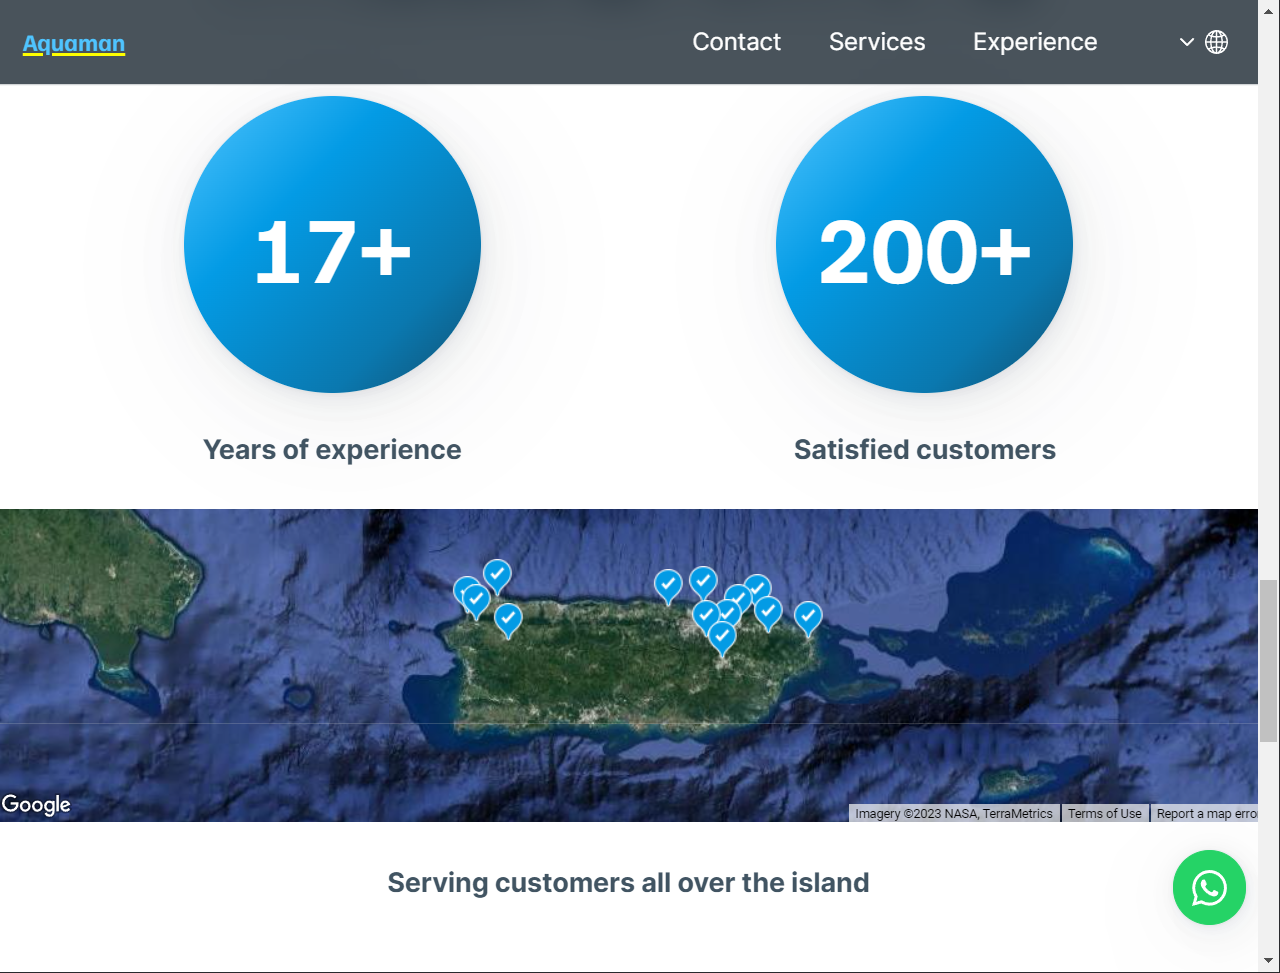 Aquaman
Contact
Services
Experience
17+
200+
Years of experience
Satisfied customers
Google
Imagery ©2023 NASA, TerraMetrics
Terms of Use
Report a map erro
Serving customers all over the island